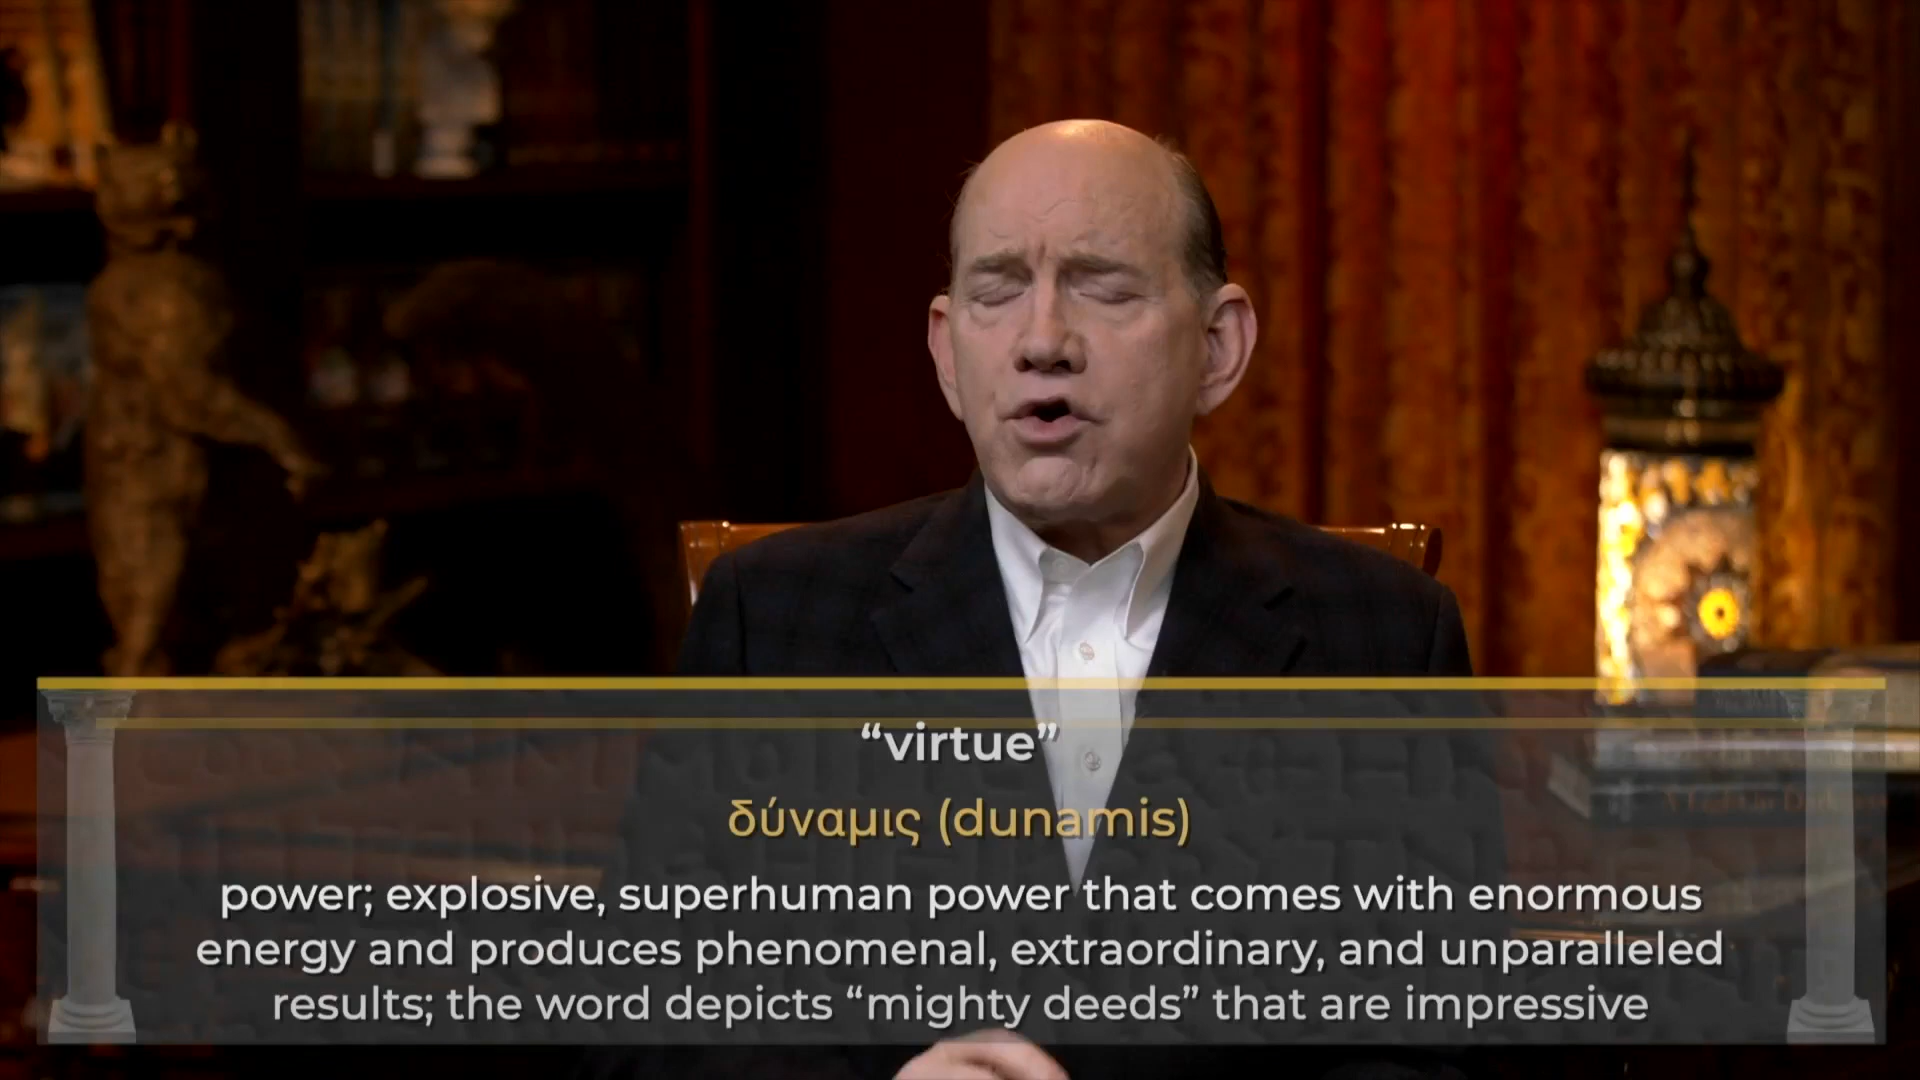 “virtue”
δύναμις (dunamis)
power; explosive, superhuman power that comes with enormous
energy and produces phenomenal, extraordinary, and unparalleled
results; the word depicts “mighty deeds” that are impressive